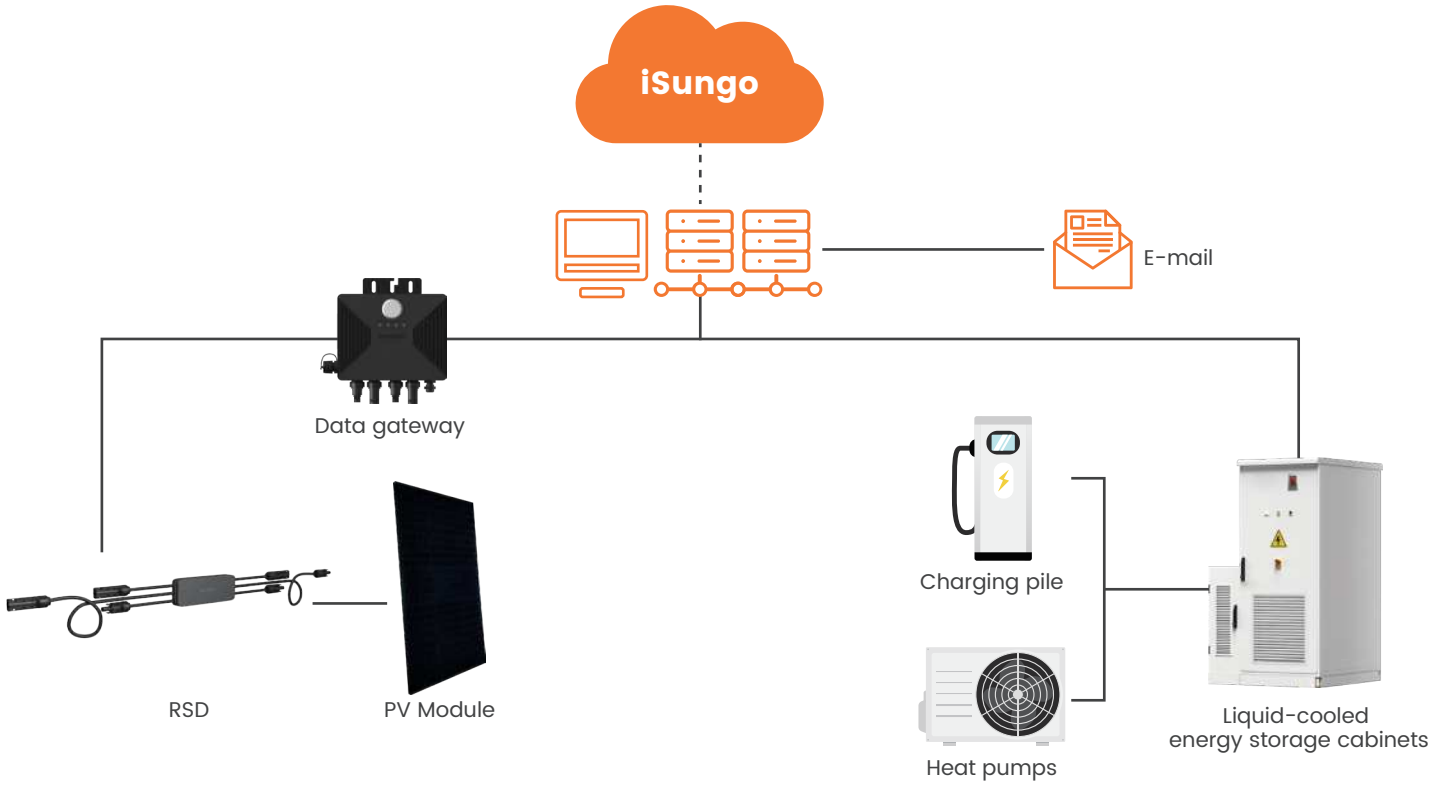 iSungo
E-mail
Data gateway
Charging pile
RSD
PV Module
Liquid-cooled
energy storage cabinets
Heat pumps